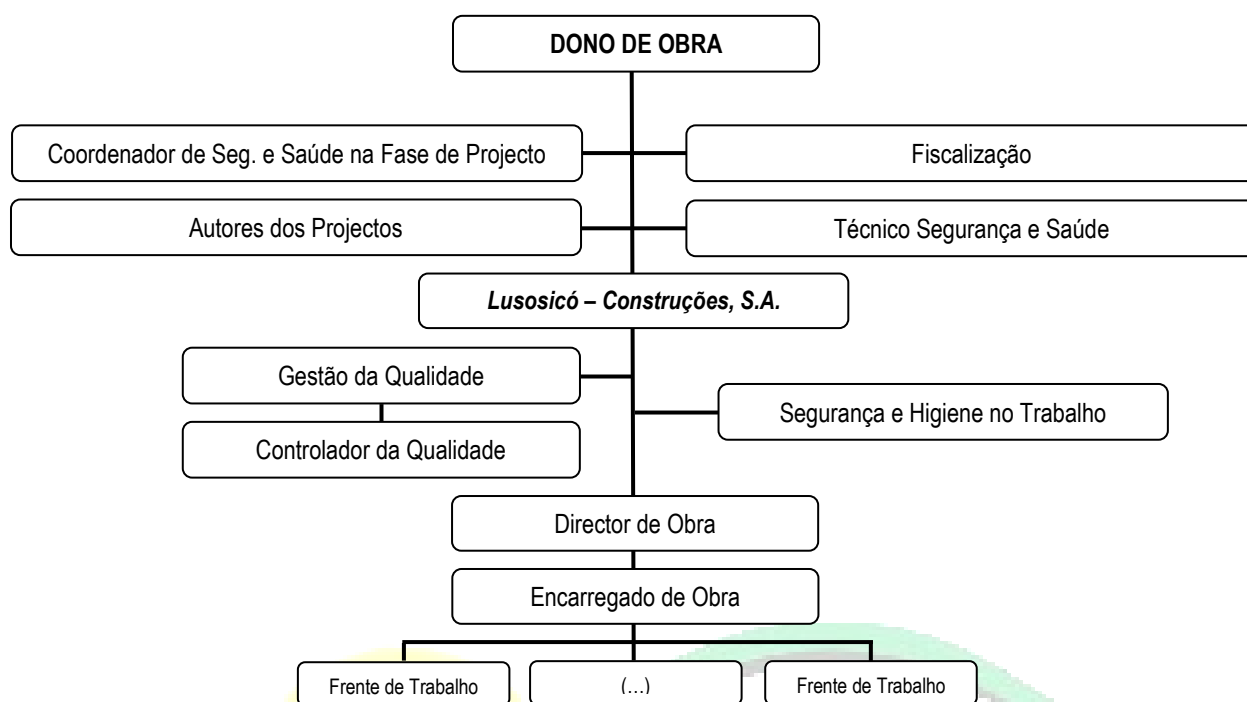 DONO DE OBRA
Coordenador de Seg. e Saúde na Fase de Projecto
Fiscalização
Autores dos Projectos
Técnico Segurança e Saúde
Lusosicó – Construções, S.A.
Gestão da Qualidade
Segurança e Higiene no Trabalho
Controlador da Qualidade
Director de Obra
Encarregado de Obra
Frente de Trabalho
(…)
Frente de Trabalho